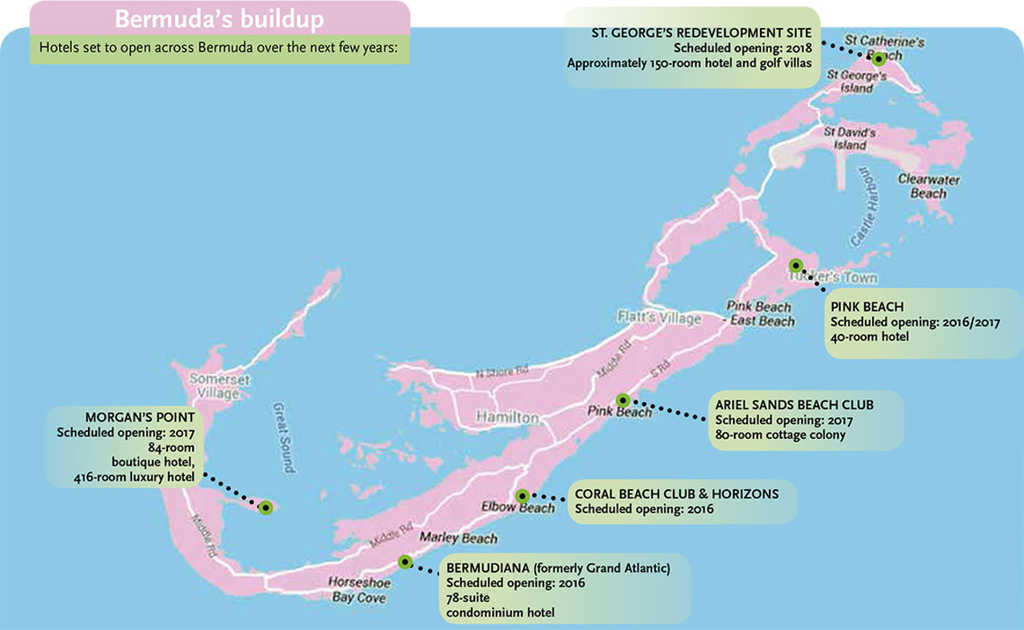 Bermuda's buildup
Hotels set to open across Bermuda over the next few years:
ST. GEORGE'S REDEVELOPMENT SITE
Scheduled opening: 2018
Approximately 150-room hotel and golf villas
St Catherine's
Beach
St George's
Island
St David's
Island
Clearwater
Beach
Castle Harbour
Tucker's Town
PINK BEACH
Scheduled opening: 2016/2017
40-room hotel
Pink Beach
- East Beach
Flatt's Village
Middle Rd
S Rd
N Shore Rd
Hamilton
Pink Beach
ARIEL SANDS BEACH CLUB
Scheduled opening: 2017
80-room cottage colony
Somerset
Village
Great Sound
MORGAN'S POINT
Scheduled opening: 2017
84-room
boutique hotel,
416-room luxury hotel
Middle Rd
CORAL BEACH CLUB & HORIZONS
Scheduled opening: 2016
Elbow Beach
Middle Rd
Marley Beach
BERMUDIANA (formerly Grand Atlantic)
Scheduled opening: 2016
78-suite
condominium hotel
Horseshoe
Bay Cove